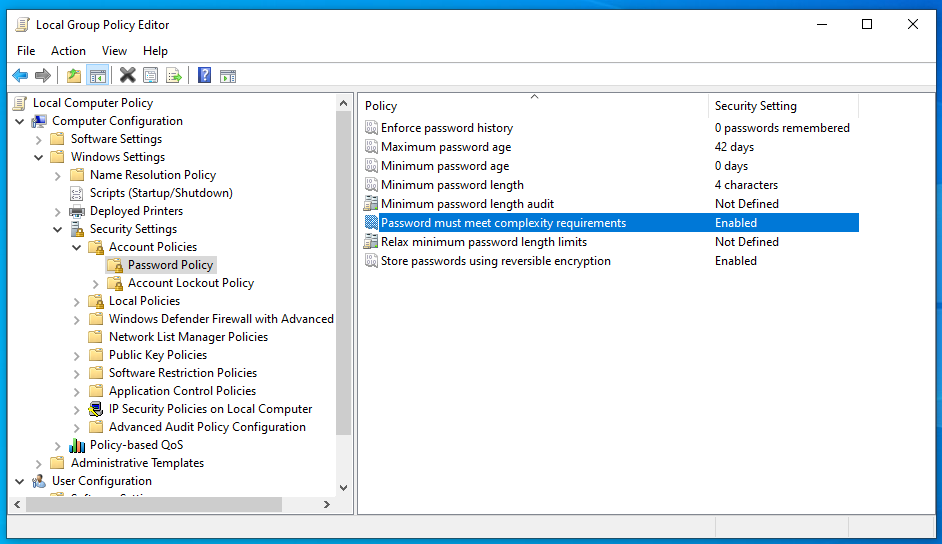 Local Group Policy Editor
File Action View Help
Local Computer Policy
Computer Configuration
Software Settings
Windows Settings
Name Resolution Policy
Scripts (Startup/Shutdown)
Deployed Printers
Security Settings
Account Policies
Password Policy
Account Lockout Policy
Local Policies
Windows Defender Firewall with Advanced
Network List Manager Policies
Public Key Policies
Software Restriction Policies
Application Control Policies
IP Security Policies on Local Computer
Advanced Audit Policy Configuration
Policy-based QoS
Administrative Templates
User Configuration
Policy Security Setting
Enforce password history 0 passwords remembered
Maximum password age 42 days
Minimum password age 0 days
Minimum password length 4 characters
Minimum password length audit Not Defined
Password must meet complexity requirements Enabled
Relax minimum password length limits Not Defined
Store passwords using reversible encryption Enabled